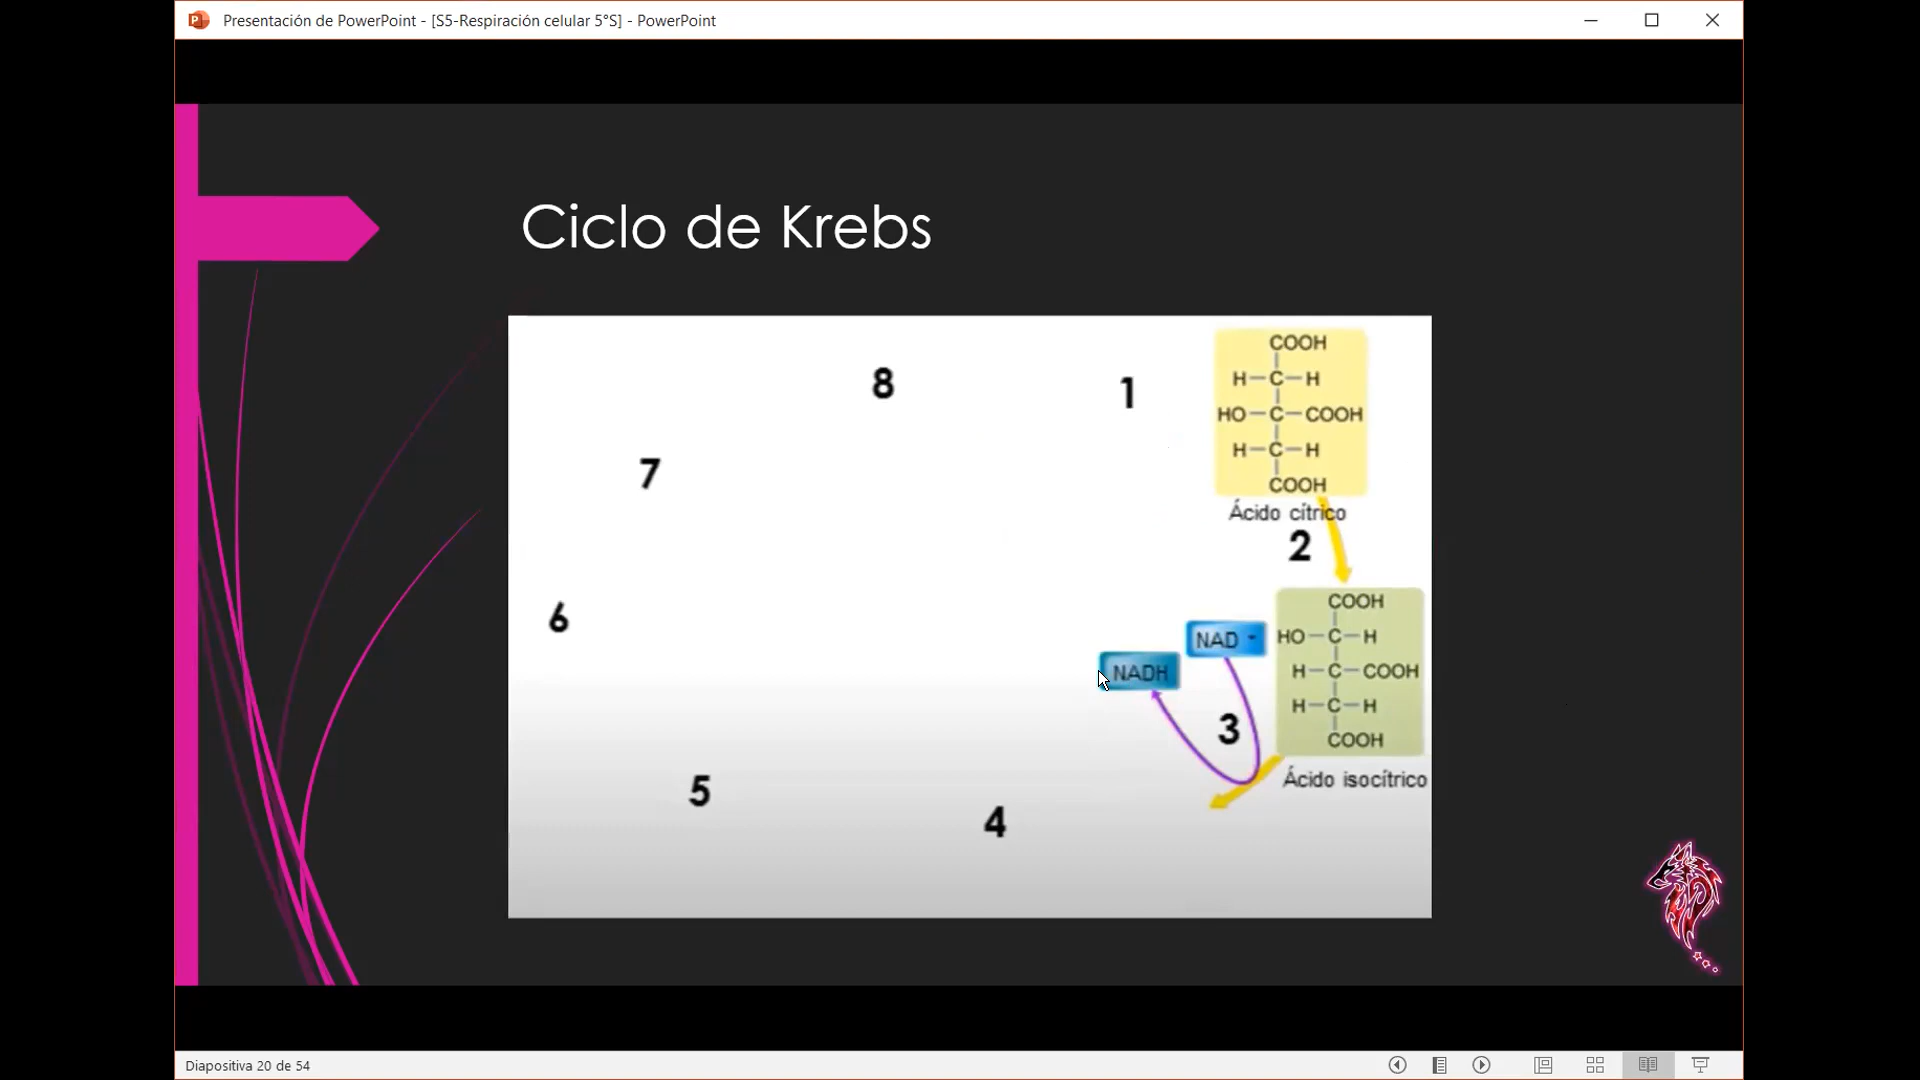 Presentación de PowerPoint - [S5-Respiración celular 5°S] - PowerPoint
Ciclo de Krebs
8
1
7
6
5
4
COOH
H-C-H
HO-C-COOH
H-C-H
COOH
Ácido cítrico
2
NAD
NADH
3
COOH
HO-C-H
H-C-COOH
H-C-H
COOH
Ácido isocítrico
Diapositiva 20 de 54